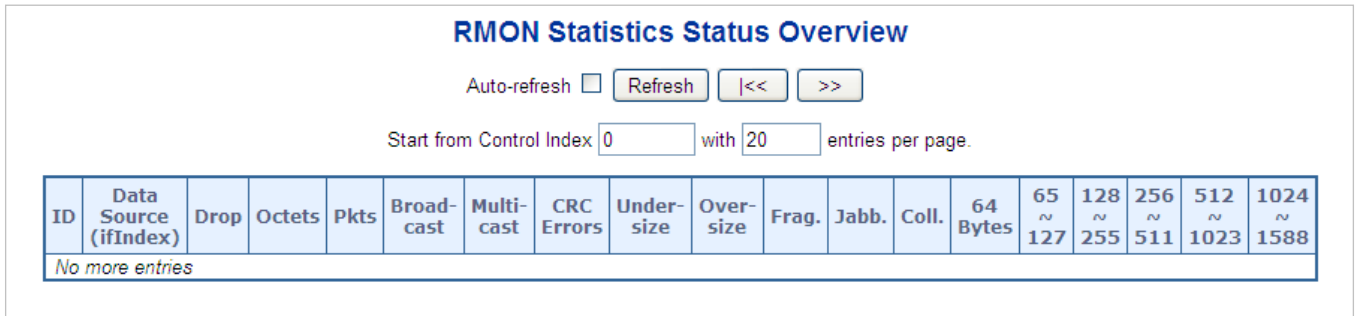 RMON Statistics Status Overview
Auto-refresh Refresh |<< >>
Start from Control Index 0 with 20 entries per page.
ID Data Source (ifIndex) Drop Octets Pkts Broad-cast Multi-cast CRC Errors Under-size Over-size Frag. Jabb. Coll. 64 Bytes 65 ~ 127 128 ~ 255 256 ~ 511 512 ~ 1023 1024 ~ 1588
No more entries